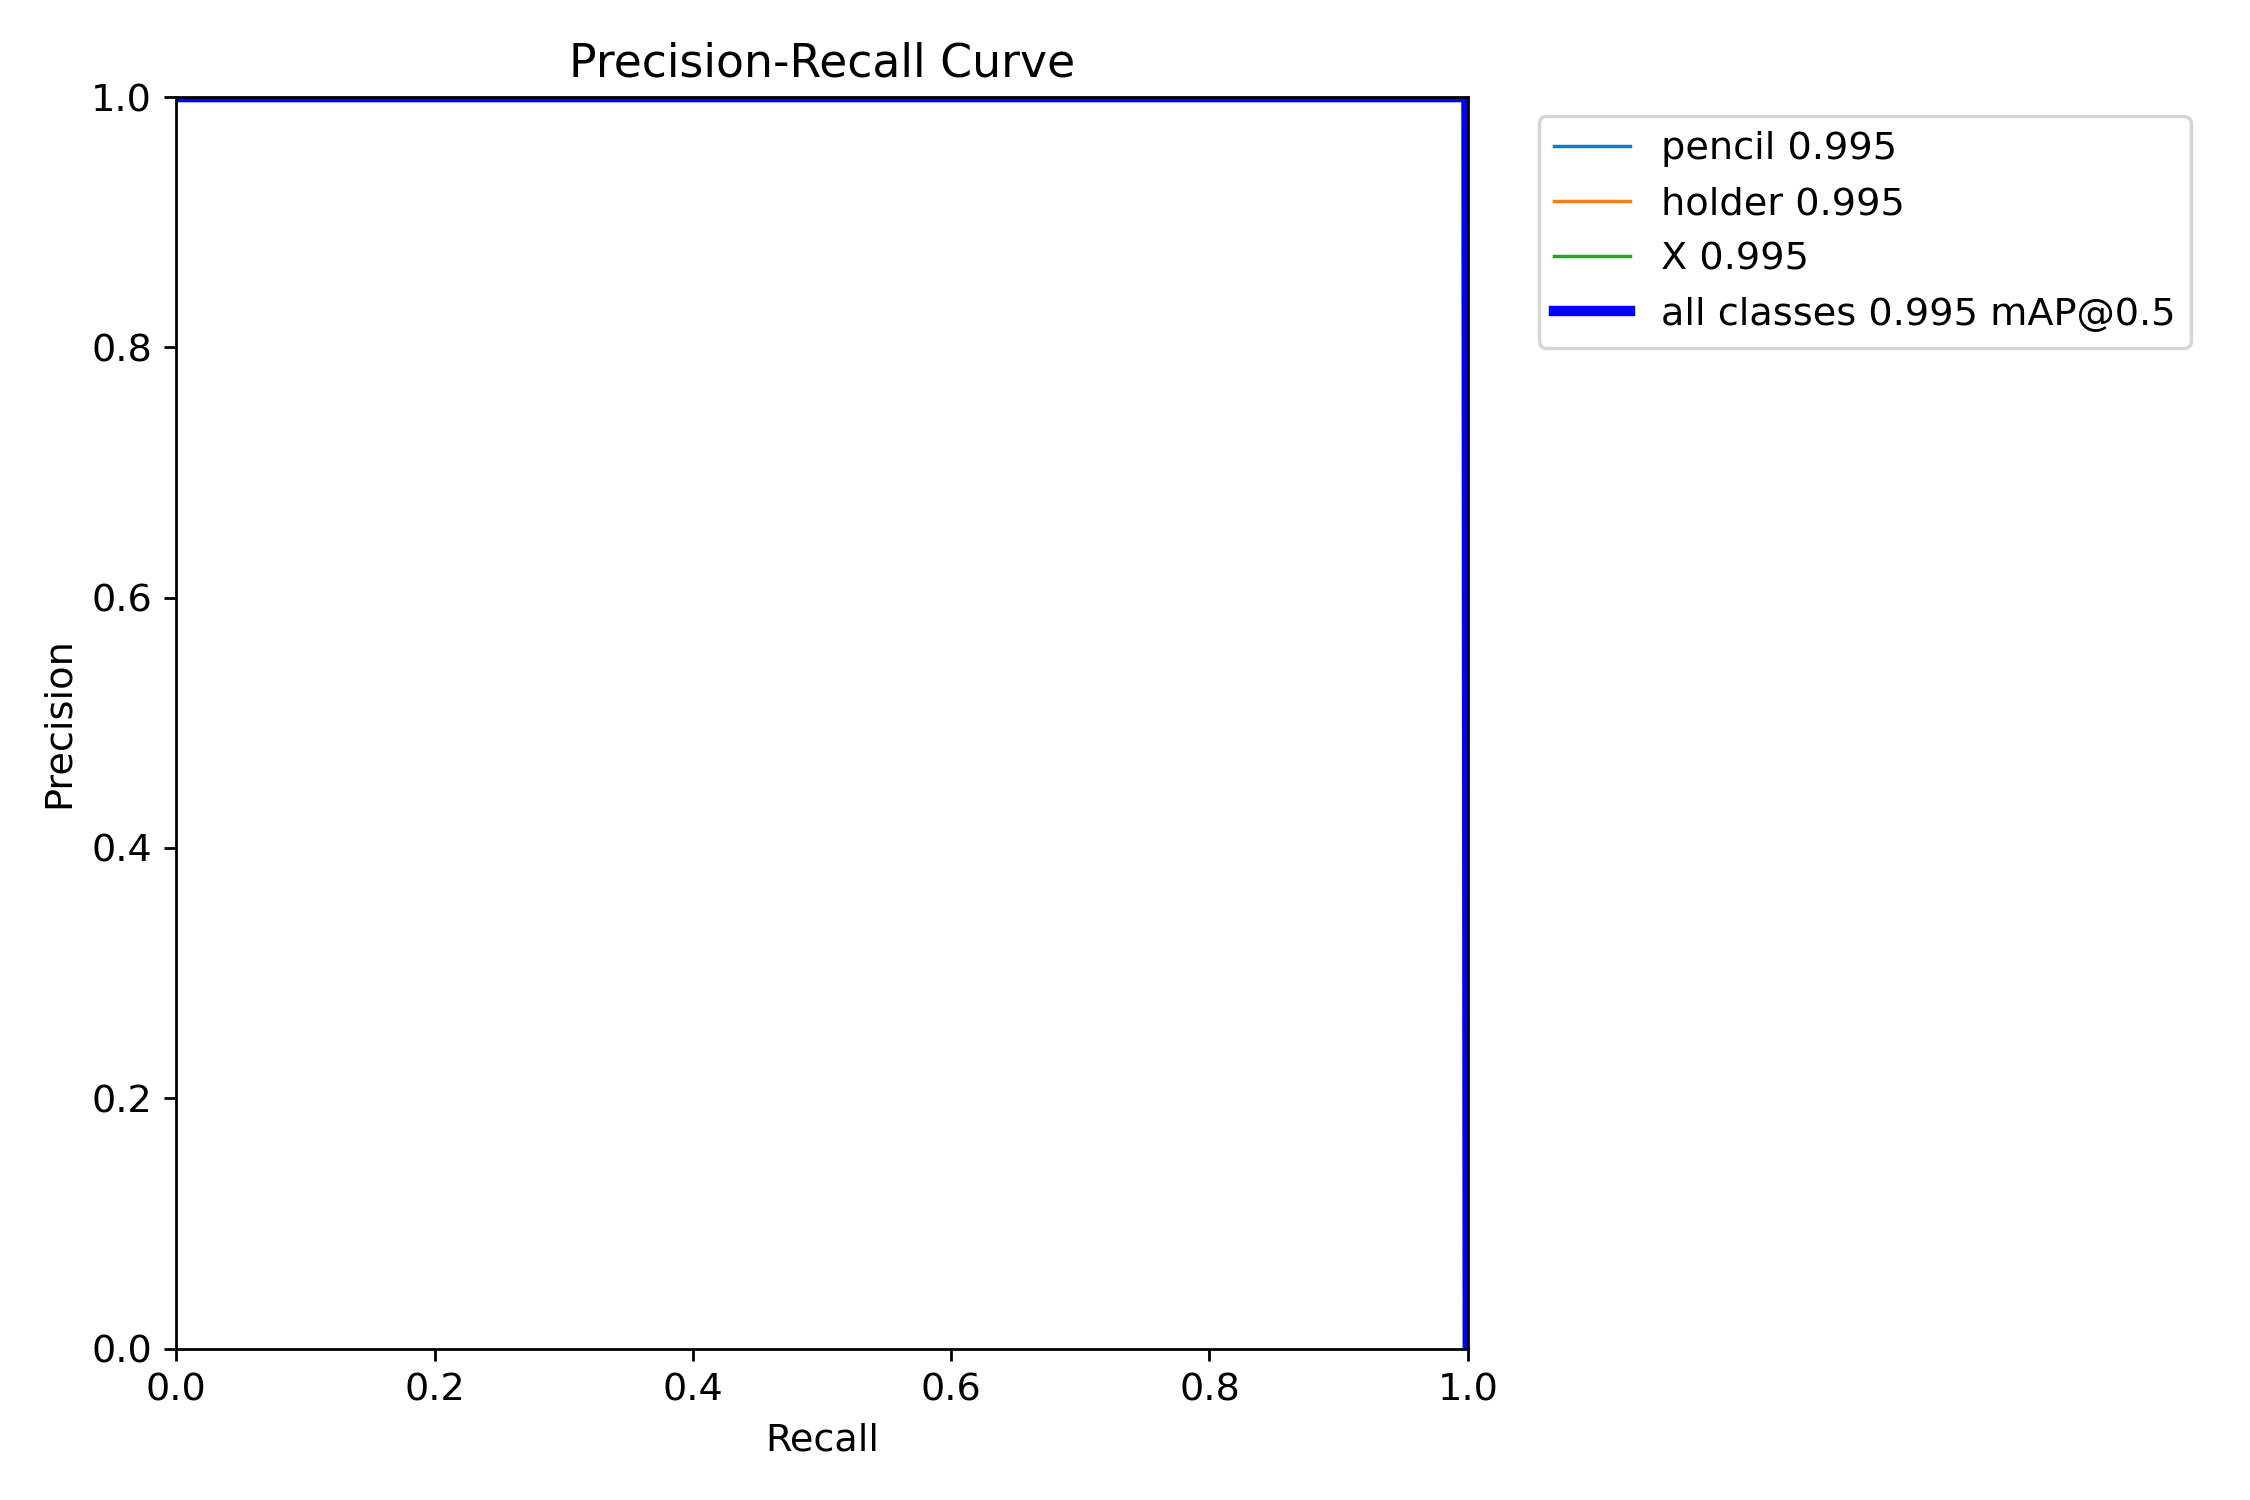 Precision-Recall Curve
1.0
0.8
0.6
0.4
0.2
0.0
Precision
0.0 0.2 0.4 0.6 0.8 1.0
Recall
pencil 0.995
holder 0.995
X 0.995
all classes 0.995 mAP@0.5